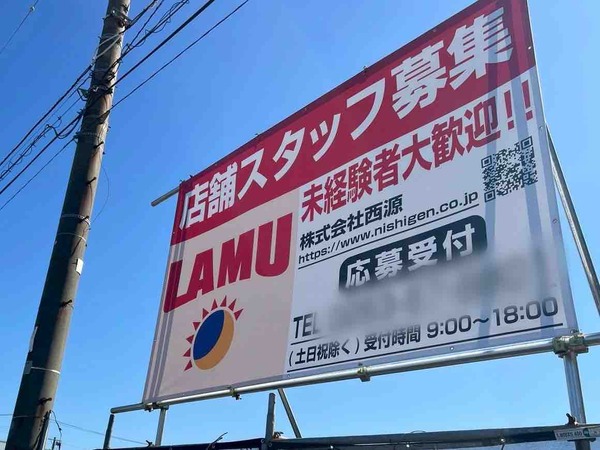 店舗スタッフ募集
未経験者大歓迎!!
LAMU
株式会社西源
https://www.nishigen.co.jp
応募受付
TEL
(土日祝除く)受付時間 9:00～18:00